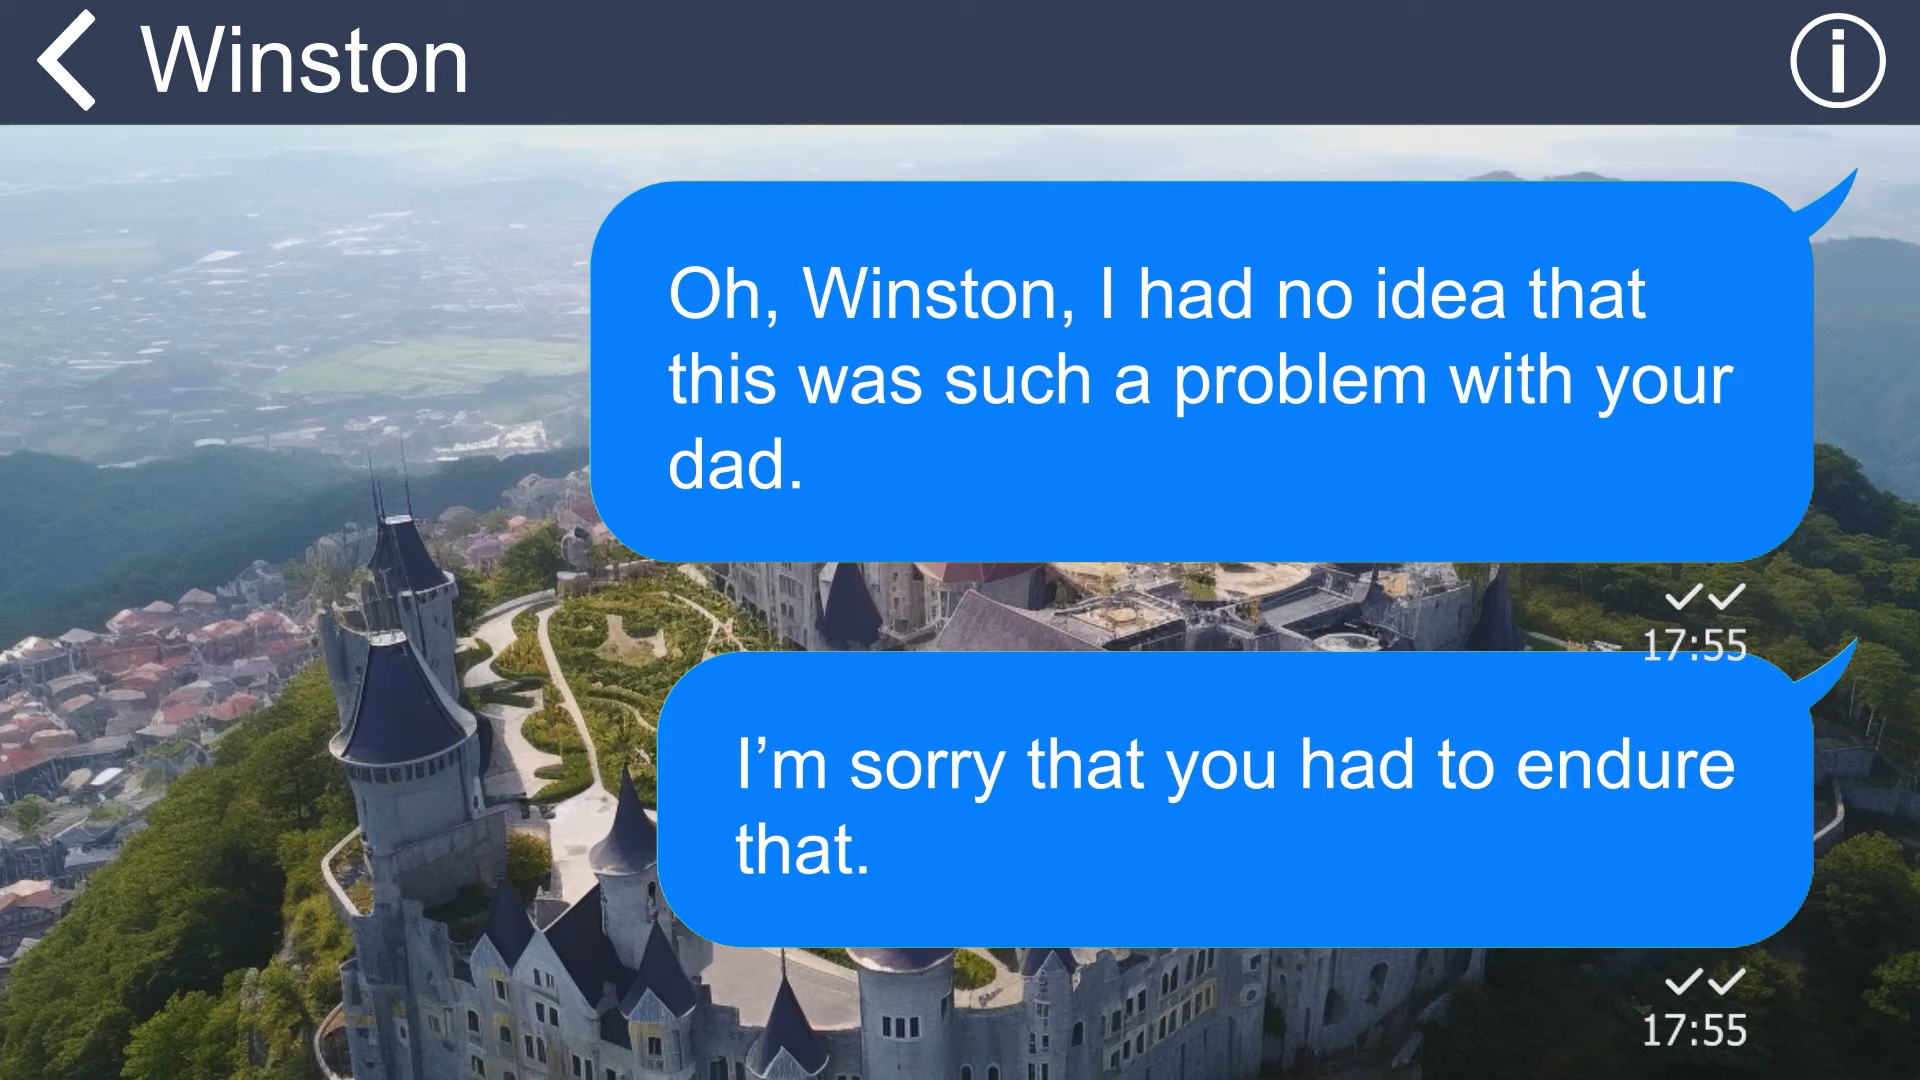 Winston
Oh, Winston, I had no idea that
this was such a problem with your
dad.
17:55
I’m sorry that you had to endure
that.
17:55